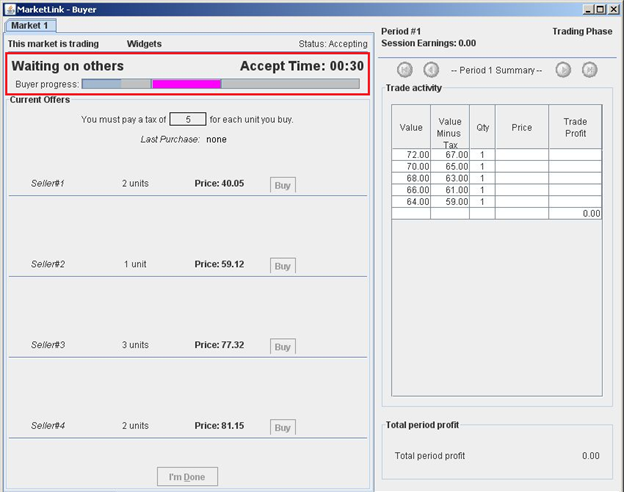 MarketLink - Buyer
Market 1
This market is trading Widgets Status: Accepting
Waiting on others Accept Time: 00:30
Buyer progress:
Current Offers
You must pay a tax of 5 for each unit you buy.
Last Purchase: none
Seller#1 2 units Price: 40.05 Buy
Seller#2 1 unit Price: 59.12 Buy
Seller#3 3 units Price: 77.32 Buy
Seller#4 2 units Price: 81.15 Buy
I'm Done
Period #1 Trading Phase
Session Earnings: 0.00
-- Period 1 Summary--
Trade activity
Value Value Minus Tax Qty Price Trade Profit
72.00 67.00 1
70.00 65.00 1
68.00 63.00 1
66.00 61.00 1
64.00 59.00 1
0.00
Total period profit
Total period profit 0.00